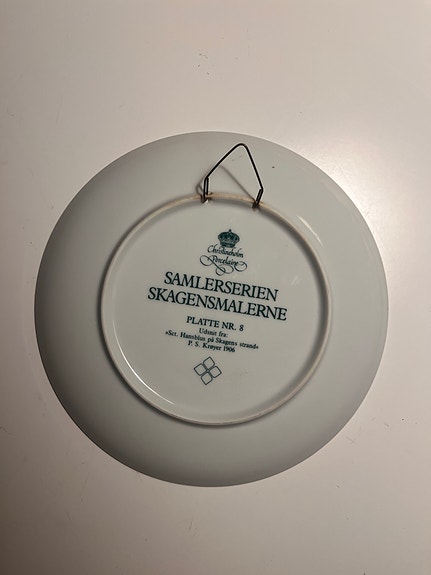 Christineholm
Porcelaine
SAMLERSERIEN
SKAGENSMALERNE
PLATTE NR. 8
Udsnit fra:
»Sct. Hansblus på Skagens strand«
P. S. Krøyer 1906